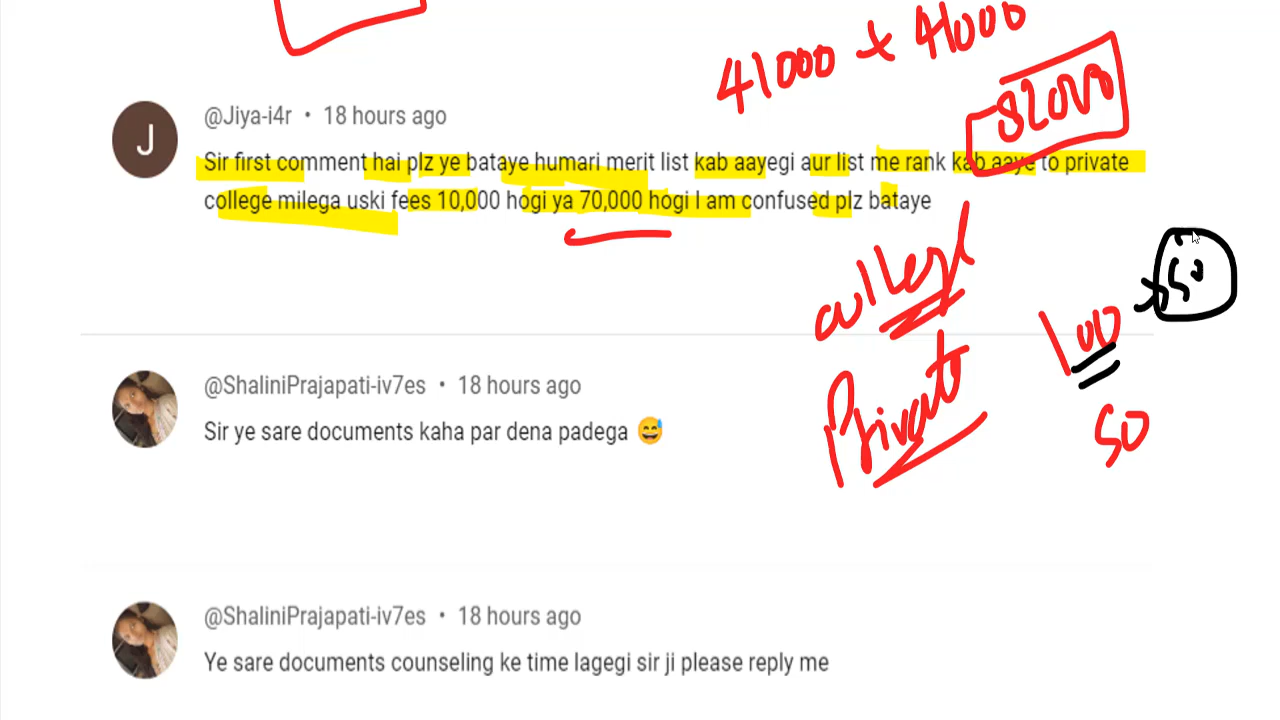 41000 + 41000
82000
@Jiya-i4r • 18 hours ago
Sir first comment hai plz ye bataye humari merit list kab aayegi aur list me rank kab aaye to private
college milega uski fees 10,000 hogi ya 70,000 hogi I am confused plz bataye
J
college
Private
100
50
50
@ShaliniPrajapati-iv7es • 18 hours ago
Sir ye sare documents kaha par dena padega 😅
@ShaliniPrajapati-iv7es • 18 hours ago
Ye sare documents counseling ke time lagegi sir ji please reply me